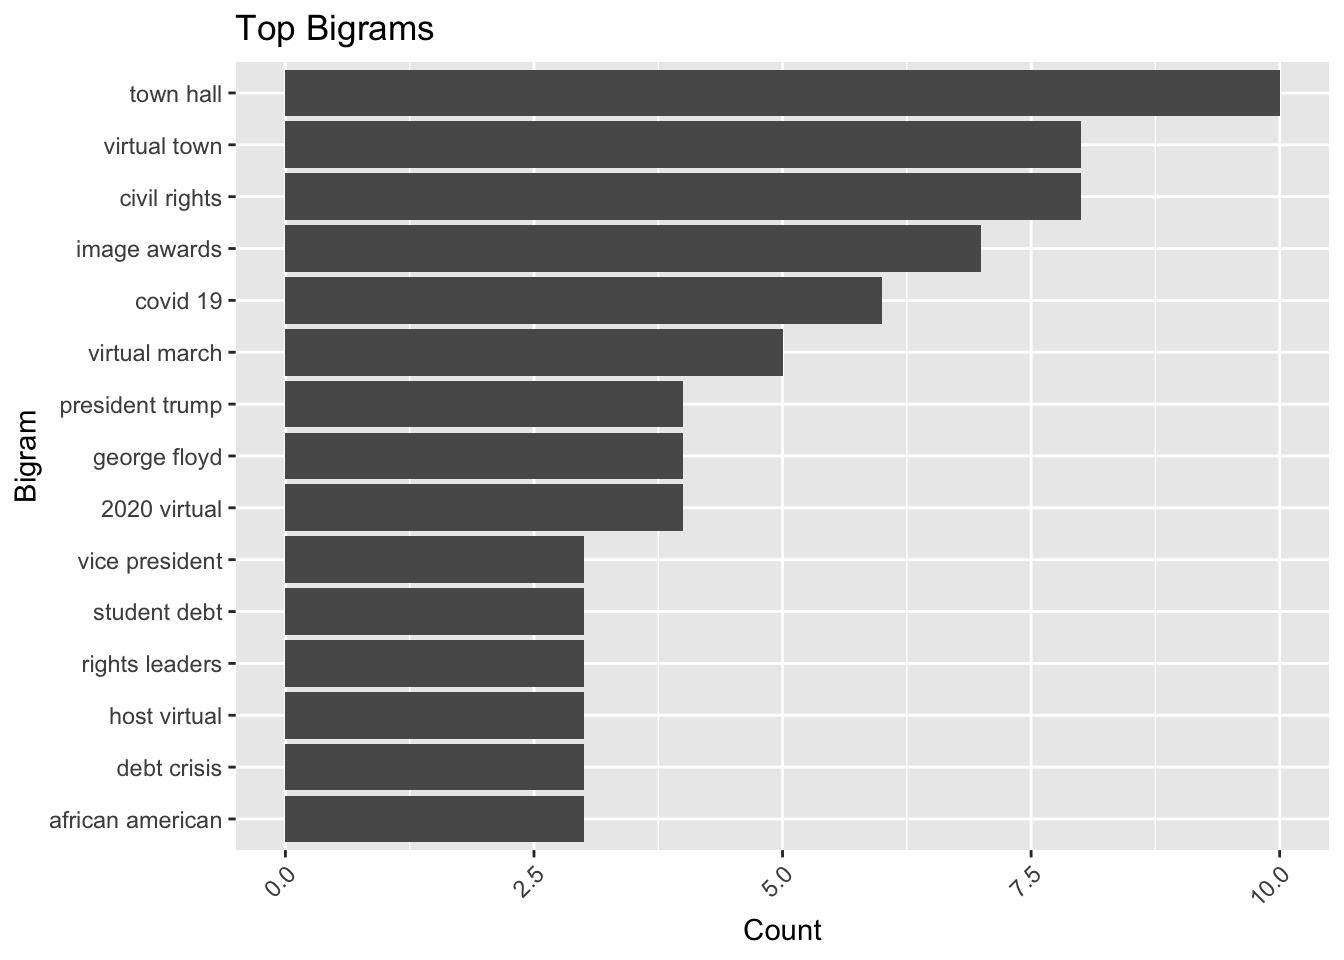 Top Bigrams
town hall
virtual town
civil rights
image awards
covid 19
virtual march
president trump
george floyd
2020 virtual
vice president
student debt
rights leaders
host virtual
debt crisis
african american
Bigram
0.0
2.5
5.0
7.5
10.0
Count